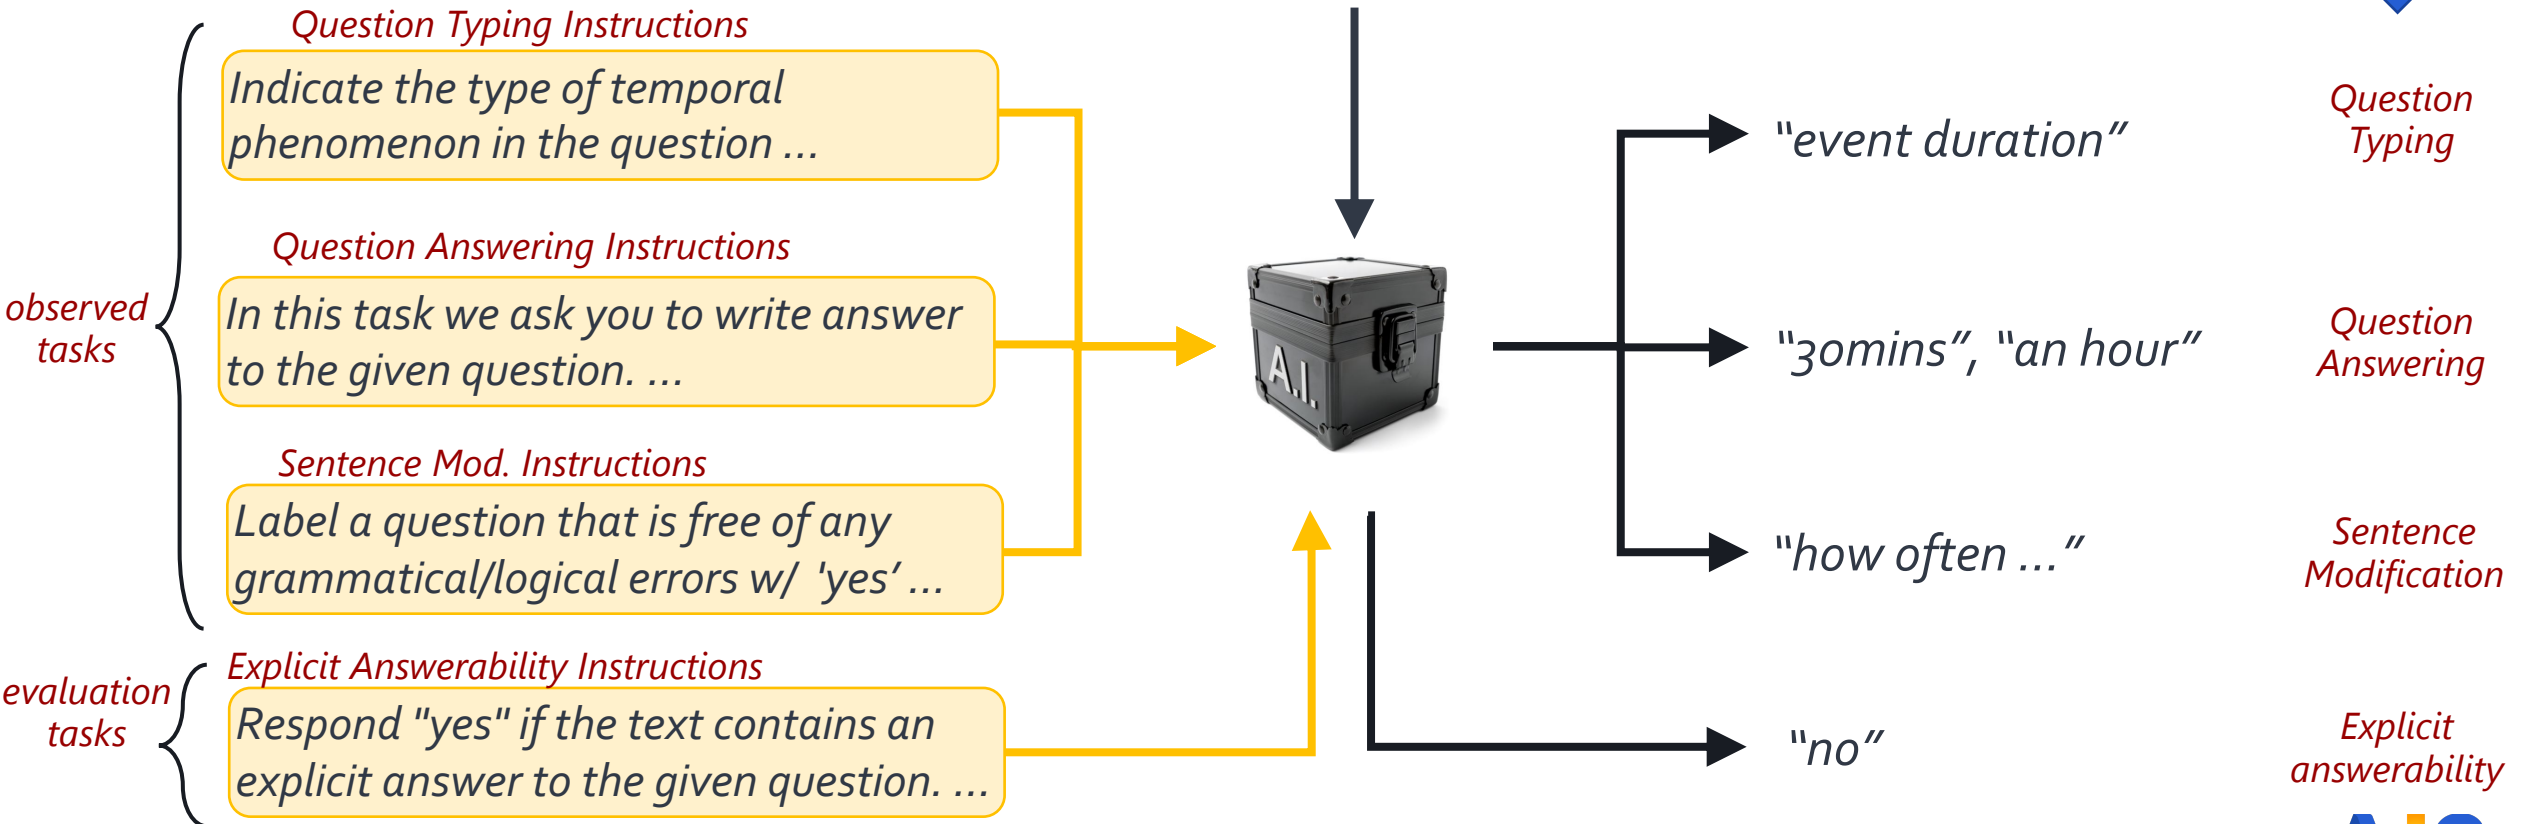 Question Typing Instructions
Indicate the type of temporal
phenomenon in the question ...
Question Answering Instructions
In this task we ask you to write answer
to the given question. ...
Sentence Mod. Instructions
Label a question that is free of any
grammatical/logical errors w/ 'yes’ ...
observed
tasks
Explicit Answerability Instructions
Respond "yes" if the text contains an
explicit answer to the given question. ...
evaluation
tasks
A.I.
“event duration”
“30mins”, “an hour”
“how often ...”
“no”
Question
Typing
Question
Answering
Sentence
Modification
Explicit
answerability